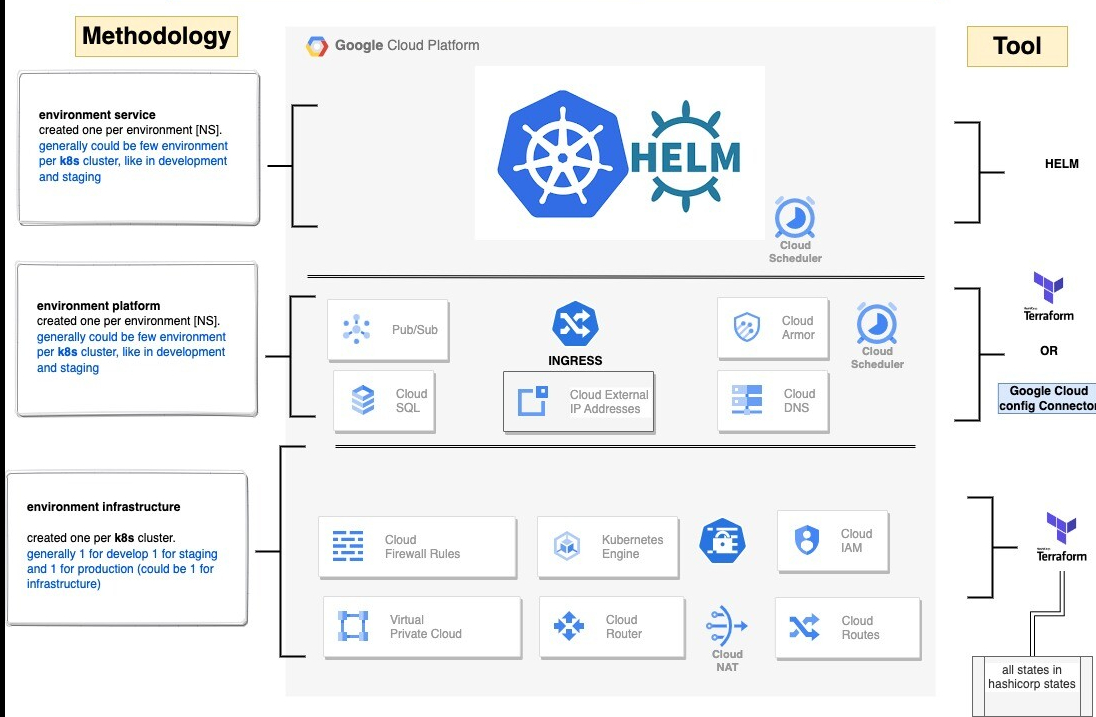 Methodology
Google Cloud Platform
Tool
environment service
created one per environment [NS].
generally could be few environment
per k8s cluster, like in development
and staging
HELM
HELM
Cloud
Scheduler
environment platform
created one per environment [NS].
generally could be few environment
per k8s cluster, like in development
and staging
Pub/Sub
INGRESS
Cloud
Armor
Cloud
Scheduler
Cloud
SQL
Cloud External
IP Addresses
Cloud
DNS
Terraform
OR
Google Cloud
config Connector
environment infrastructure
created one per k8s cluster.
generally 1 for develop 1 for staging
and 1 for production (could be 1 for
infrastructure)
Cloud
Firewall Rules
Kubernetes
Engine
Cloud
IAM
Virtual
Private Cloud
Cloud
Router
Cloud
NAT
Cloud
Routes
Terraform
all states in
hashicorp states